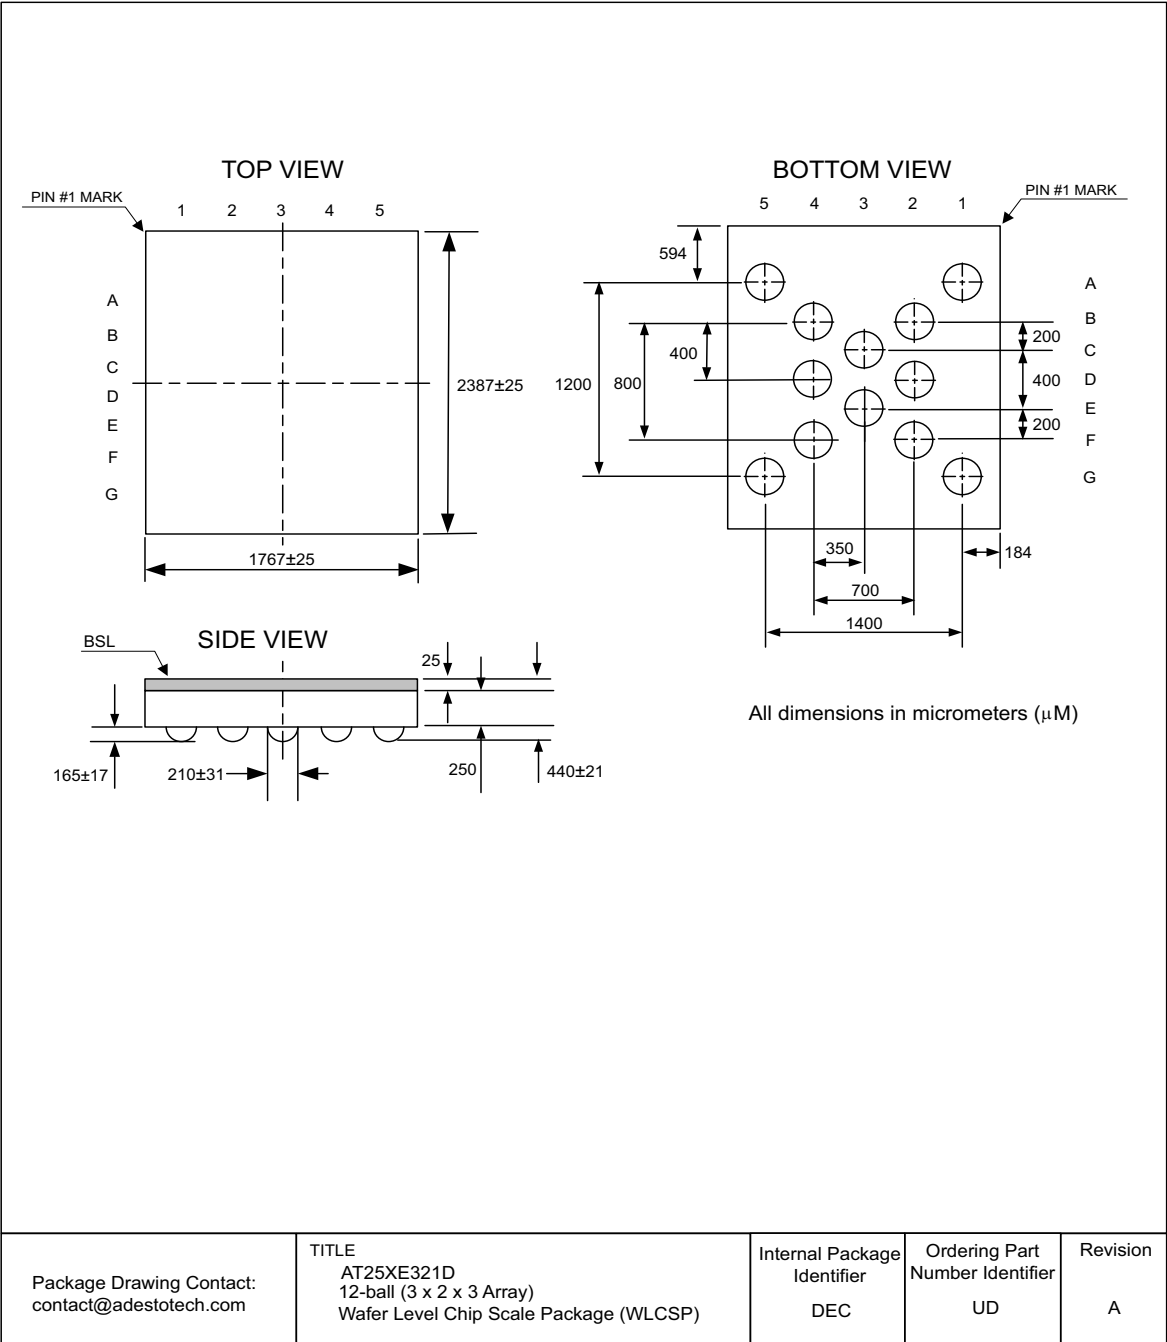 TOP VIEW
PIN #1 MARK
1 2 3 4 5
A
B
C
D
E
F
G
2387±25
1767±25
BOTTOM VIEW
PIN #1 MARK
5 4 3 2 1
594
1200
800
400
A
B
C
D
E
F
G
200
400
200
350
184
700
1400
SIDE VIEW
BSL
25
165±17
210±31
250
440±21
All dimensions in micrometers (μM)
Package Drawing Contact:
contact@adestotech.com
TITLE
AT25XE321D
12-ball (3 x 2 x 3 Array)
Wafer Level Chip Scale Package (WLCSP)
Internal Package
Identifier
DEC
Ordering Part
Number Identifier
UD
Revision
A